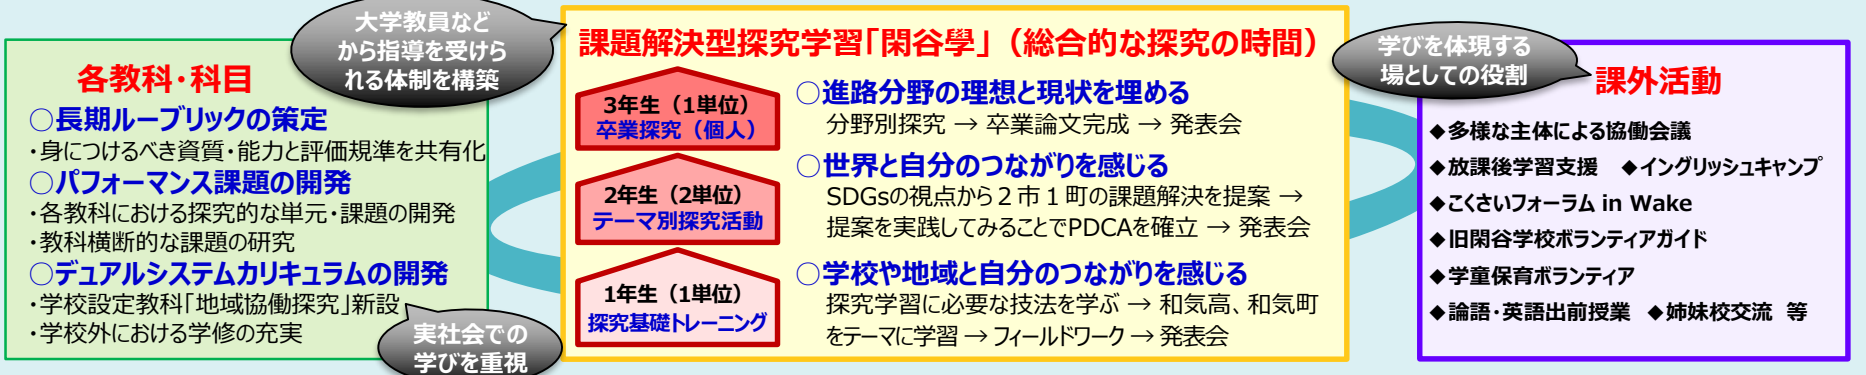 大学教員など
から指導を受けら
れる体制を構築
各教科・科目
○長期ルーブリックの策定
・身につけるべき資質・能力と評価規準を共有化
○パフォーマンス課題の開発
・各教科における探究的な単元・課題の開発
・教科横断的な課題の研究
○デュアルシステムカリキュラムの開発
・学校設定教科「地域協働探究」新設
・学校外における学修の充実
実社会での
学びを重視
課題解決型探究学習「閑谷學」（総合的な探究の時間）
3年生（1単位）
卒業探究（個人）
○進路分野の理想と現状を埋める
分野別探究 → 卒業論文完成 → 発表会
2年生（2単位）
テーマ別探究活動
○世界と自分のつながりを感じる
SDGsの視点から２市１町の課題解決を提案 →
提案を実践してみることでPDCAを確立 → 発表会
1年生（1単位）
探究基礎トレーニング
○学校や地域と自分のつながりを感じる
探究学習に必要な技法を学ぶ → 和気高、和気町
をテーマに学習 → フィールドワーク → 発表会
学びを体現する
場としての役割
課外活動
◆多様な主体による協働会議
◆放課後学習支援 ◆イングリッシュキャンプ
◆こくさいフォーラム in Wake
◆旧閑谷学校ボランティアガイド
◆学童保育ボランティア
◆論語・英語出前授業 ◆姉妹校交流 等